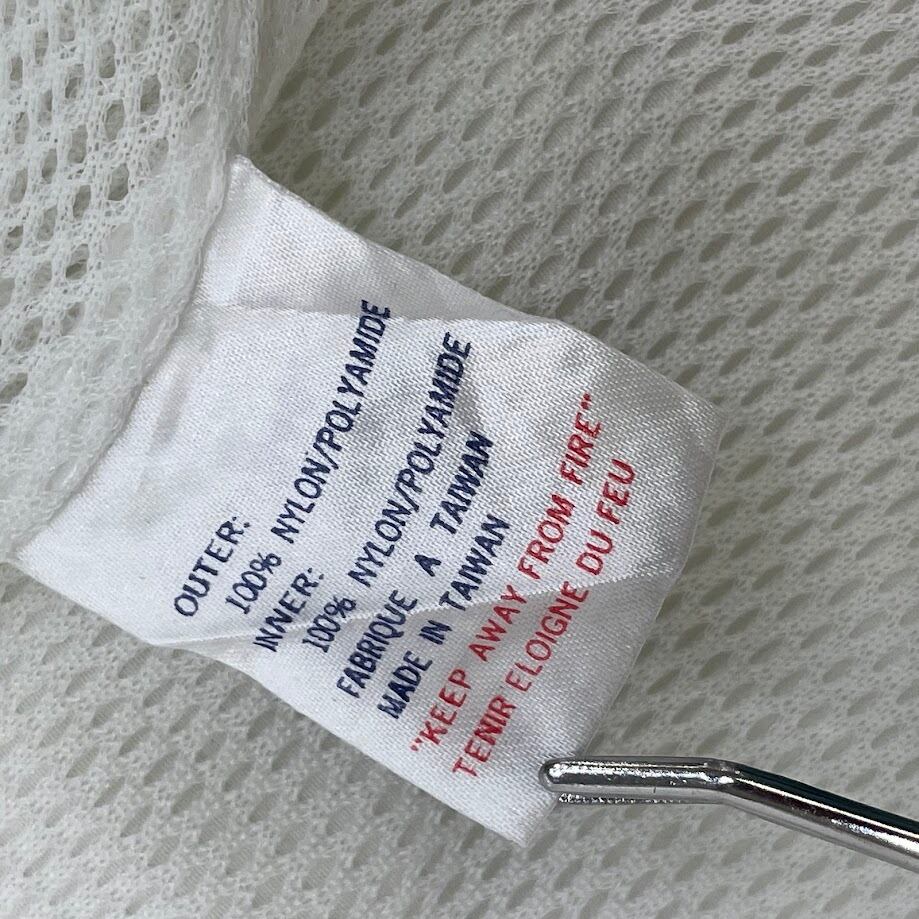 OUTER:
100% NYLON/POLYAMIDE
INNER:
100% NYLON/POLYAMIDE
FABRIQUE A TAIWAN
MADE IN TAIWAN
"KEEP AWAY FROM FIRE"
TENIR ELOIGNE DU FEU